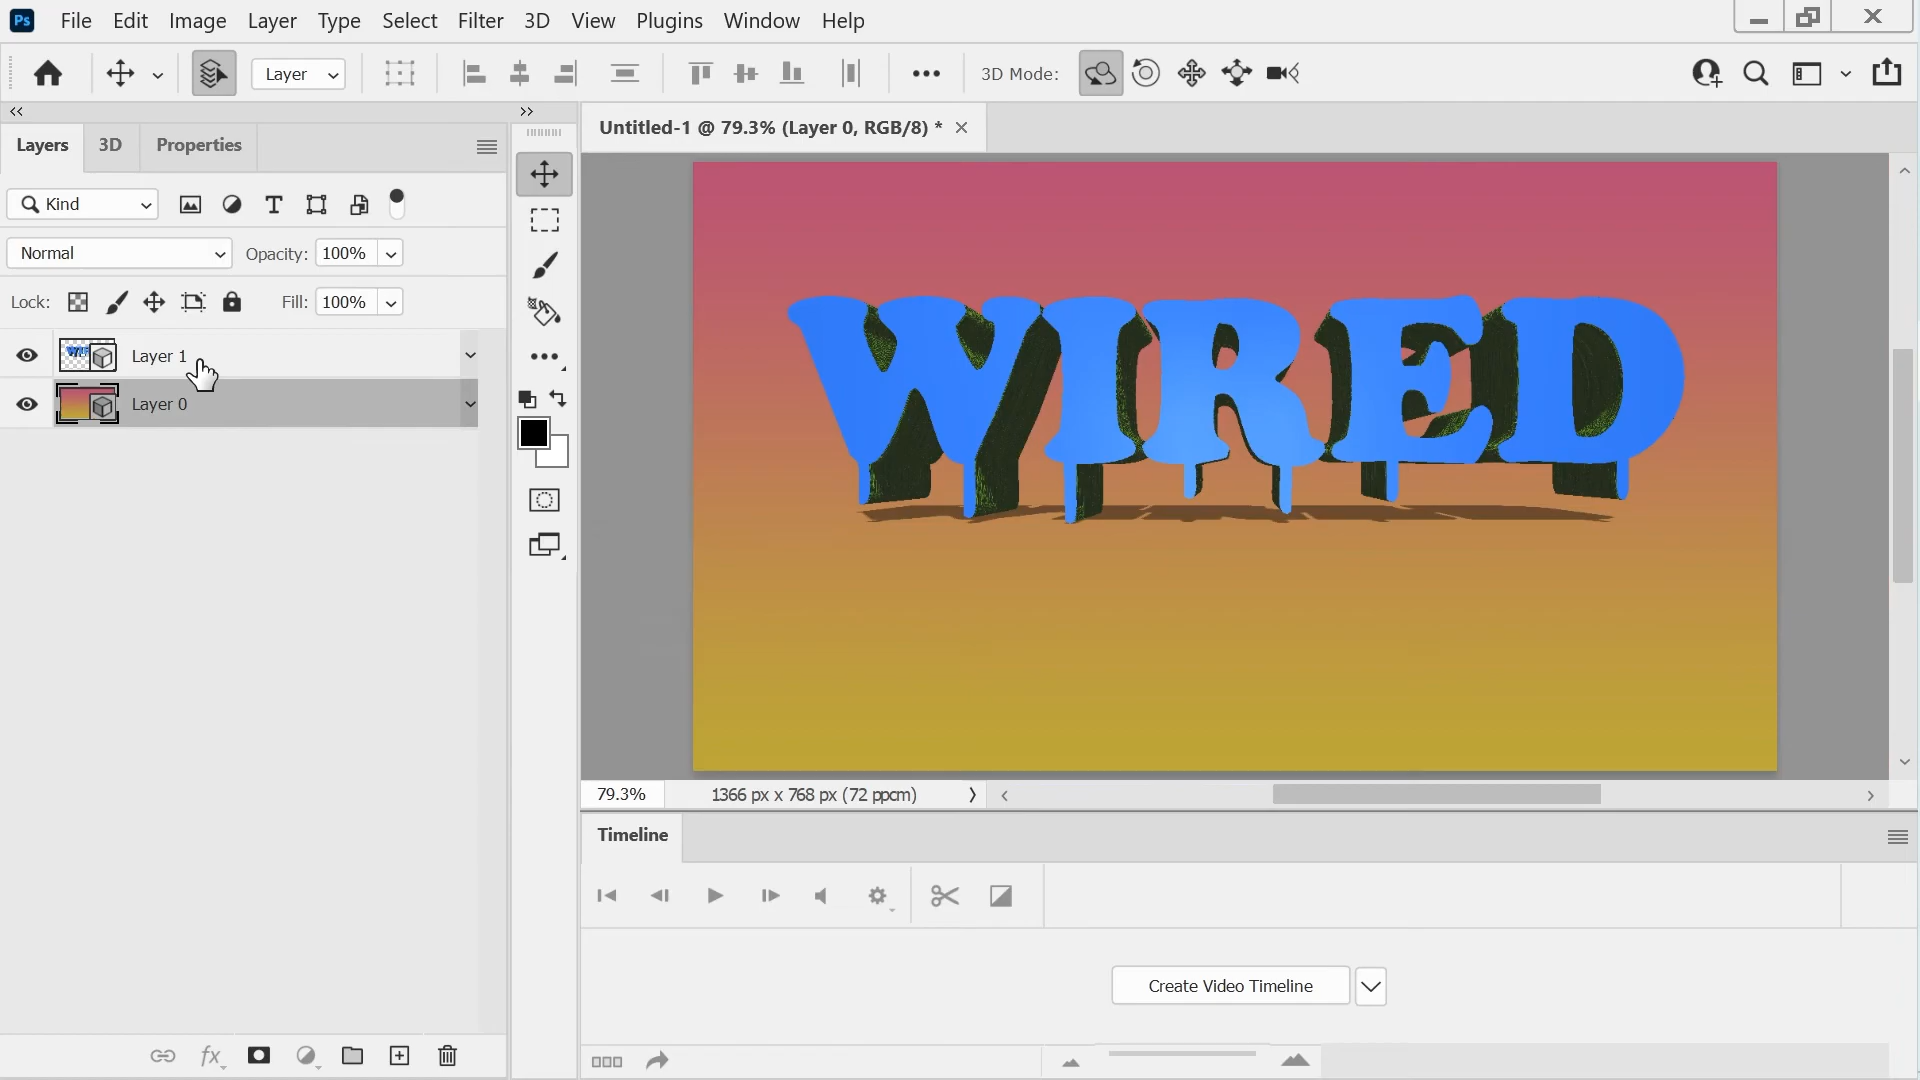 Ps File Edit Image Layer Type Select Filter 3D View Plugins Window Help
Layer 3D Mode:
Layers 3D Properties
Untitled-1 @ 79.3% (Layer 0, RGB/8) *
Kind
Normal Opacity: 100%
Lock: Fill: 100%
Layer 1
Layer 0
WIRED
79.3% 1366 px x 768 px (72 ppcm)
Timeline
Create Video Timeline
fx